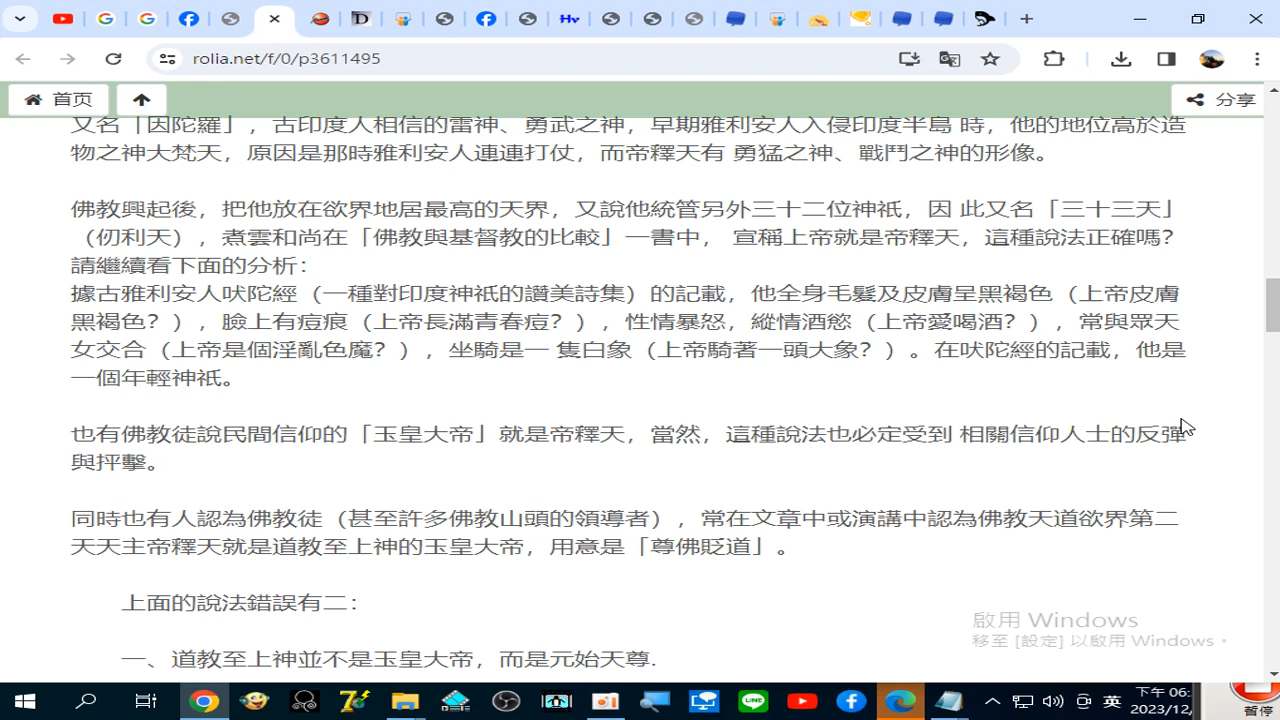 rolia.net/f/0/p3611495
首页
分享
又名「因陀羅」，古印度人相信的雷神、勇武之神，早期雅利安人入侵印度半島 時，他的地位高於造
物之神大梵天，原因是那時雅利安人連連打仗，而帝釋天有 勇猛之神、戰鬥之神的形像。
佛教興起後，把他放在欲界地居最高的天界，又說他統管另外三十二位神祇，因 此又名「三十三天」
（仞利天），煮雲和尚在「佛教與基督教的比較」一書中， 宣稱上帝就是帝釋天，這種說法正確嗎?
請繼續看下面的分析：
據古雅利安人吠陀經（一種對印度神祇的讚美詩集）的記載，他全身毛髮及皮膚呈黑褐色（上帝皮膚
黑褐色？），臉上有痘痕（上帝長滿青春痘？），性情暴怒，縱情酒慾（上帝愛喝酒？），常與眾天
女交合（上帝是個淫亂色魔？），坐騎是一 隻白象（上帝騎著一頭大象？）。在吠陀經的記載，他是
一個年輕神祇。
也有佛教徒說民間信仰的「玉皇大帝」就是帝釋天，當然，這種說法也必定受到 相關信仰人士的反彈
與抨擊。
同時也有人認為佛教徒（甚至許多佛教山頭的領導者），常在文章中或演講中認為佛教天道欲界第二
天天主帝釋天就是道教至上神的玉皇大帝，用意是「尊佛貶道」。
上面的說法錯誤有二：
一、道教至上神並不是玉皇大帝，而是元始天尊.
啟用 Windows
移至 [設定] 以啟用 Windows。
英
下午 06:
2023/12/
暫停